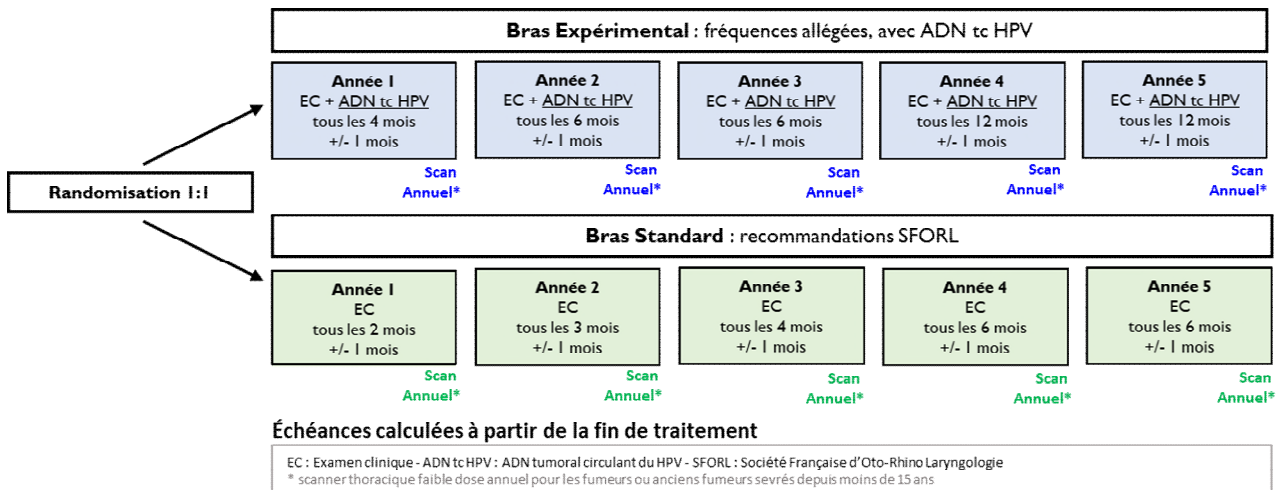 Bras Expérimental : fréquences allégées, avec ADN tc HPV
Année 1
EC + ADN tc HPV
tous les 4 mois
+/- 1 mois
Scan
Annuel*
Année 2
EC + ADN tc HPV
tous les 6 mois
+/- 1 mois
Scan
Annuel*
Année 3
EC + ADN tc HPV
tous les 6 mois
+/- 1 mois
Scan
Annuel*
Année 4
EC + ADN tc HPV
tous les 12 mois
+/- 1 mois
Scan
Annuel*
Année 5
EC + ADN tc HPV
tous les 12 mois
+/- 1 mois
Scan
Annuel*
Randomisation 1:1
Bras Standard : recommandations SFORL
Année 1
EC
tous les 2 mois
+/- 1 mois
Scan
Annuel*
Année 2
EC
tous les 3 mois
+/- 1 mois
Scan
Annuel*
Année 3
EC
tous les 4 mois
+/- 1 mois
Scan
Annuel*
Année 4
EC
tous les 6 mois
+/- 1 mois
Scan
Annuel*
Année 5
EC
tous les 6 mois
+/- 1 mois
Scan
Annuel*
Échéances calculées à partir de la fin de traitement
EC : Examen clinique - ADN tc HPV : ADN tumoral circulant du HPV - SFORL : Société Française d'Oto-Rhino Laryngologie
* scanner thoracique faible dose annuel pour les fumeurs ou anciens fumeurs sevrés depuis moins de 15 ans